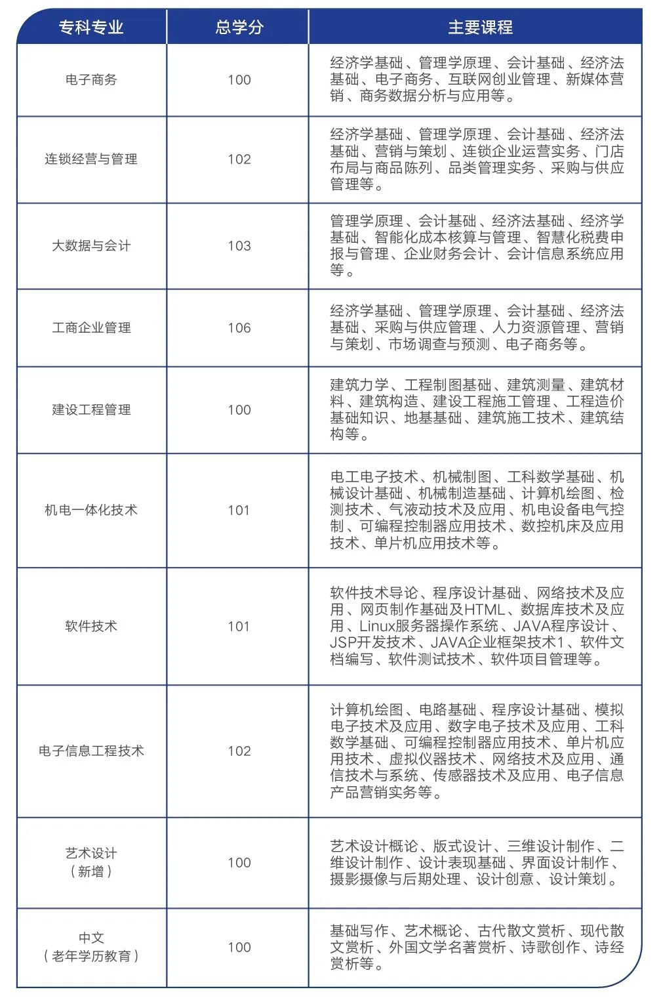 专科专业 总学分 主要课程
电子商务
100
经济学基础、管理学原理、会计基础、经济法
基础、电子商务、互联网创业管理、新媒体营
销、商务数据分析与应用等。
连锁经营与管理
102
经济学基础、管理学原理、会计基础、经济法
基础、营销与策划、连锁企业运营实务、门店
布局与商品陈列、品类管理实务、采购与供应
管理等。
大数据与会计
103
管理学原理、会计基础、经济法基础、经济学
基础、智能化成本核算与管理、智慧化税费申
报与管理、企业财务会计、会计信息系统应用
等。
工商企业管理
106
经济学基础、管理学原理、会计基础、经济法
基础、采购与供应管理、人力资源管理、营销
与策划、市场调查与预测、电子商务等。
建设工程管理
100
建筑力学、工程制图基础、建筑测量、建筑材
料、建筑构造、建设工程施工管理、工程造价
基础知识、地基基础、建筑施工技术、建筑结
构等。
机电一体化技术
101
电工电子技术、机械制图、工科数学基础、机
械设计基础、机械制造基础、计算机绘图、检
测技术、气液动技术及应用、机电设备电气控
制、可编程控制器应用技术、数控机床及应用
技术、单片机应用技术等。
软件技术
101
软件技术导论、程序设计基础、网络技术及应
用、网页制作基础及HTML、数据库技术及应
用、Linux服务器操作系统、JAVA程序设计、
JSP开发技术、JAVA企业框架技术1、软件文
档编写、软件测试技术、软件项目管理等。
电子信息工程技术
102
计算机绘图、电路基础、程序设计基础、模拟
电子技术及应用、数字电子技术及应用、工科
数学基础、可编程控制器应用技术、单片机应
用技术、虚拟仪器技术、网络技术及应用、通
信技术与系统、传感器技术及应用、电子信息
产品营销实务等。
艺术设计
（新增）
100
艺术设计概论、版式设计、三维设计制作、二
维设计制作、设计表现基础、界面设计制作、
摄影摄像与后期处理、设计创意、设计策划。
中文
（老年学历教育）
100
基础写作、艺术概论、古代散文赏析、现代散
文赏析、外国文学名著赏析、诗歌创作、诗经
赏析等。